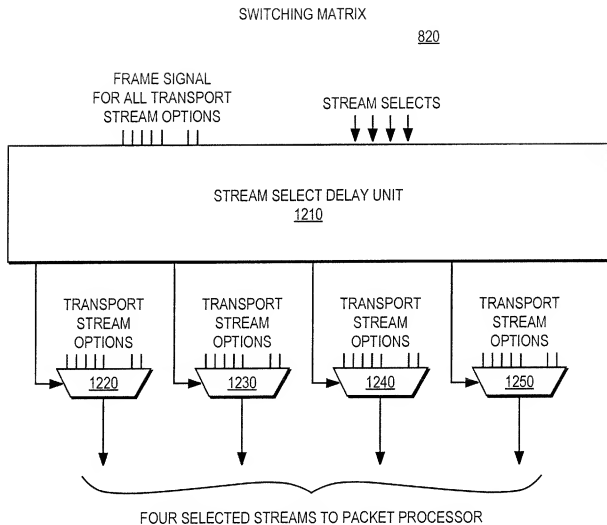 SWITCHING MATRIX
820
FRAME SIGNAL
FOR ALL TRANSPORT
STREAM OPTIONS
STREAM SELECTS
STREAM SELECT DELAY UNIT
1210
TRANSPORT
STREAM
OPTIONS
1220
TRANSPORT
STREAM
OPTIONS
1230
TRANSPORT
STREAM
OPTIONS
1240
TRANSPORT
STREAM
OPTIONS
1250
FOUR SELECTED STREAMS TO PACKET PROCESSOR